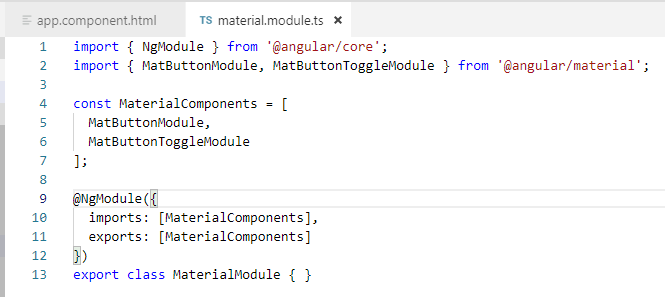 app.component.html
TS material.module.ts ×
1 import { NgModule } from '@angular/core';
2 import { MatButtonModule, MatButtonToggleModule } from '@angular/material';
3
4 const MaterialComponents = [
5   MatButtonModule,
6   MatButtonToggleModule
7 ];
8
9 @NgModule({
10   imports: [MaterialComponents],
11   exports: [MaterialComponents]
12 })
13 export class MaterialModule { }